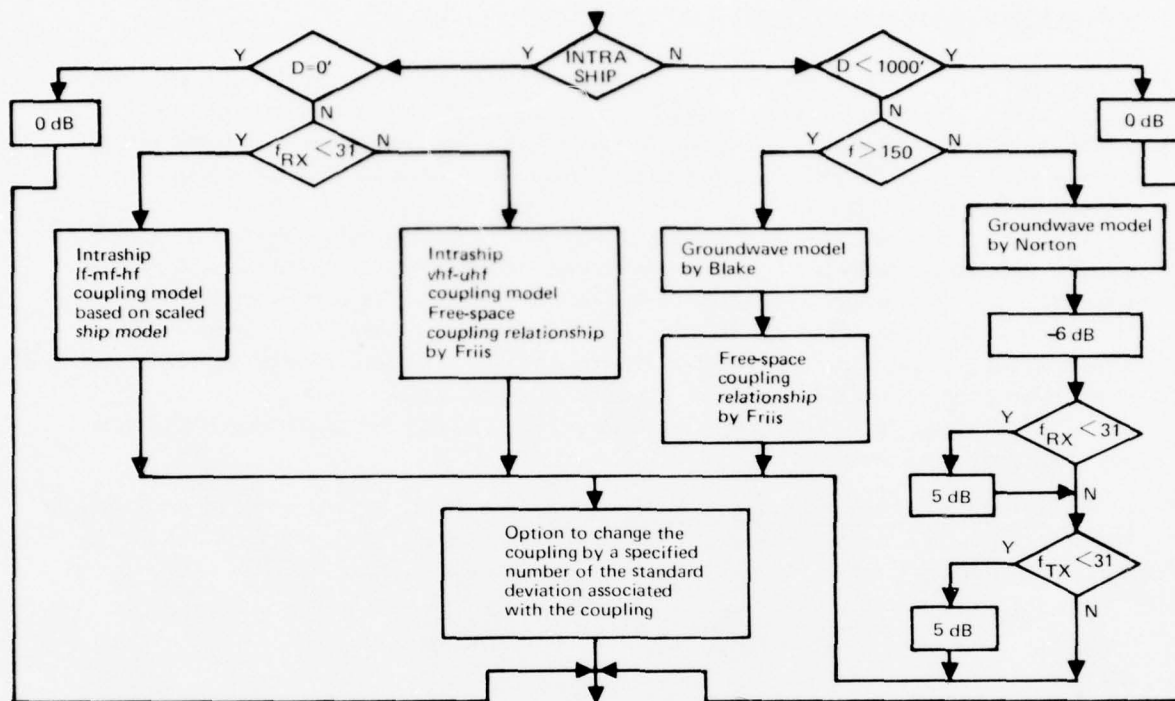 INTRA
SHIP
Y
N
D=0'
Y
N
0 dB
f RX <31
Y
N
Intraship
lf-mf-hf
coupling model
based on scaled
ship model
Intraship
vhf-uhf
coupling model
Free-space
coupling relationship
by Friis
D < 1000'
Y
N
0 dB
f > 150
Y
N
Groundwave model
by Blake
Free-space
coupling
relationship
by Friis
Groundwave model
by Norton
–6 dB
f RX <31
Y
N
5 dB
f TX <31
Y
N
5 dB
Option to change the
coupling by a specified
number of the standard
deviation associated
with the coupling